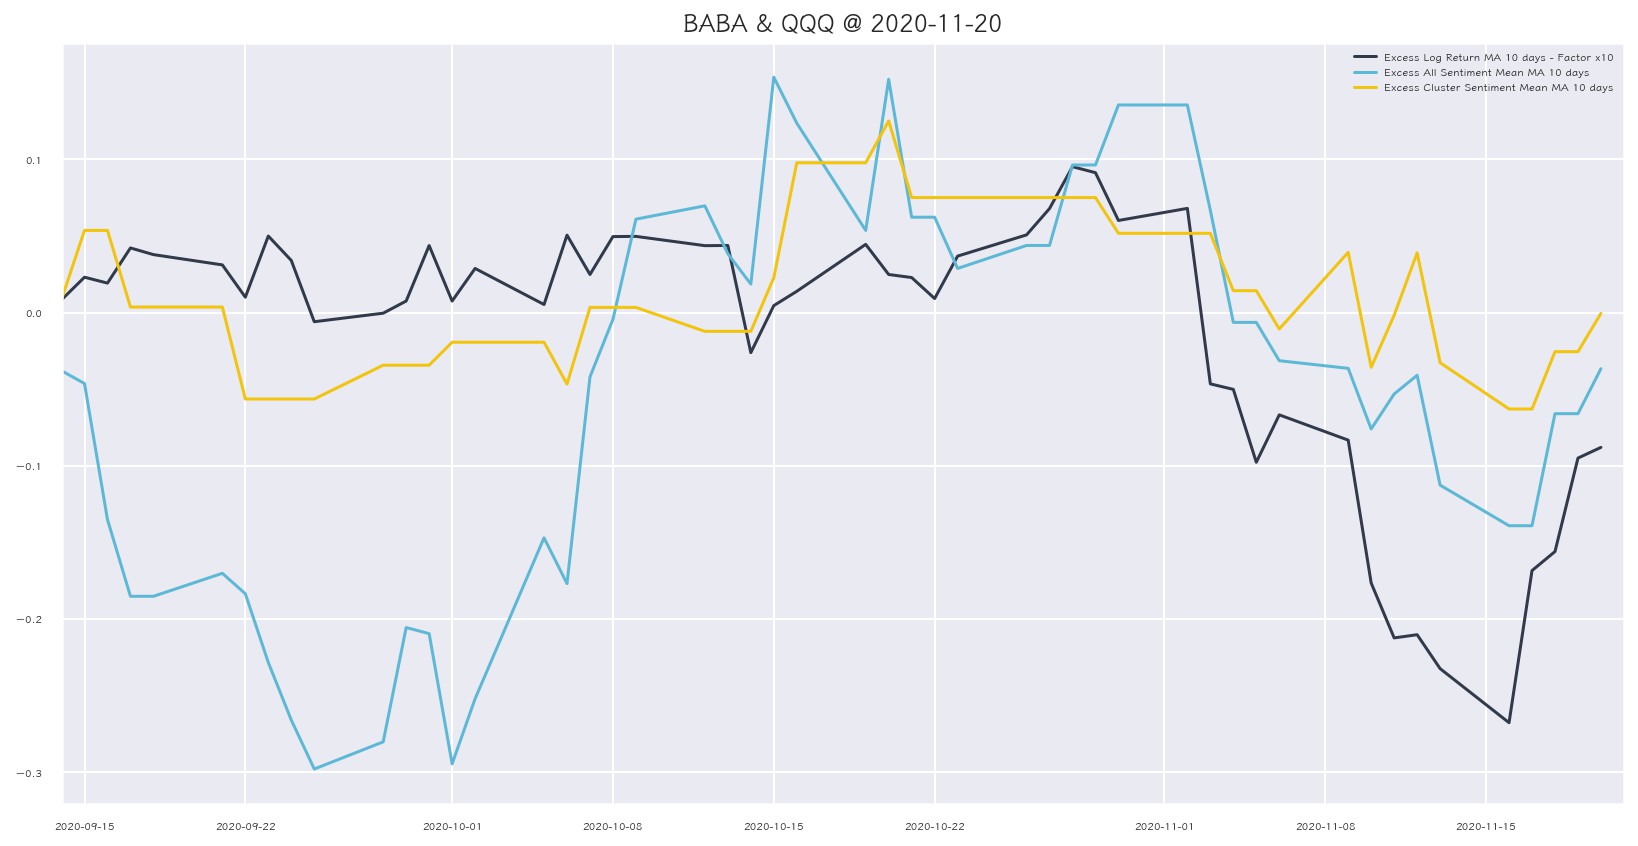 BABA & QQQ @ 2020-11-20
Excess Log Return MA 10 days - Factor x10
Excess All Sentiment Mean MA 10 days
Excess Cluster Sentiment Mean MA 10 days
0.1
0.0
−0.1
−0.2
−0.3
2020-09-15 2020-09-22 2020-10-01 2020-10-08 2020-10-15 2020-10-22 2020-11-01 2020-11-08 2020-11-15